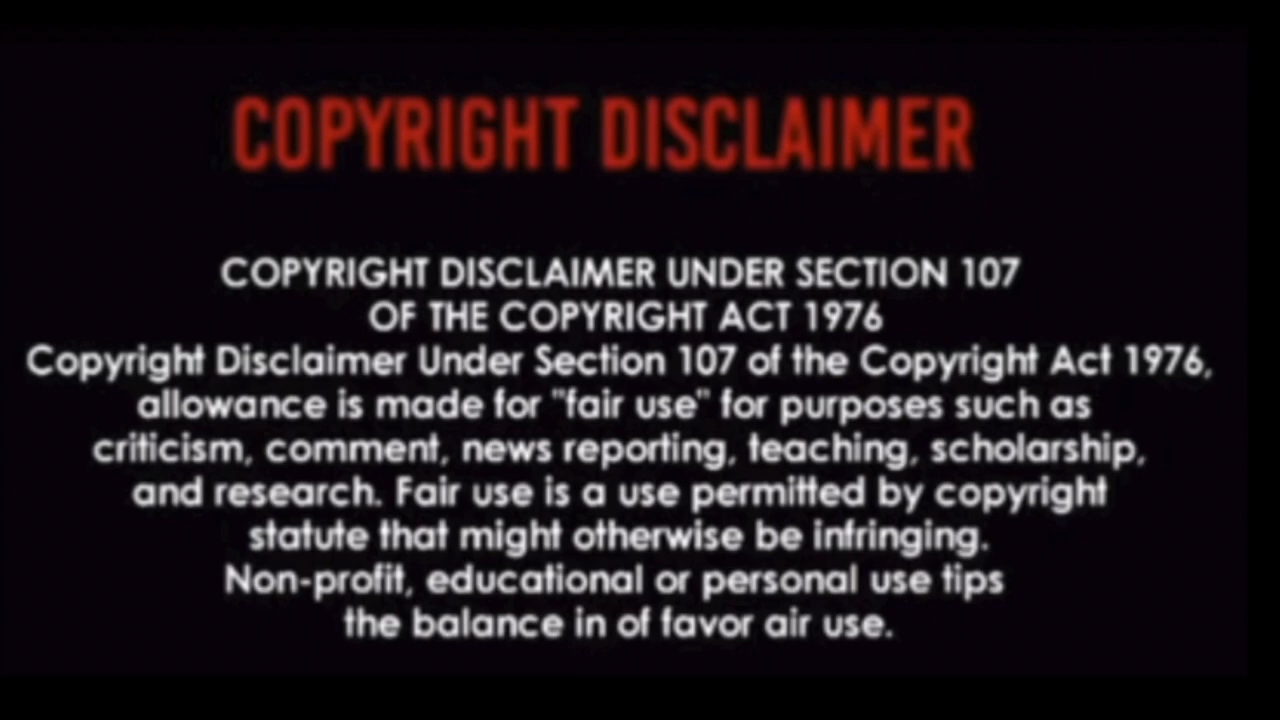 COPYRIGHT DISCLAIMER
COPYRIGHT DISCLAIMER UNDER SECTION 107
OF THE COPYRIGHT ACT 1976
Copyright Disclaimer Under Section 107 of the Copyright Act 1976,
allowance is made for "fair use" for purposes such as
criticism, comment, news reporting, teaching, scholarship,
and research. Fair use is a use permitted by copyright
statute that might otherwise be infringing.
Non-profit, educational or personal use tips
the balance in of favor air use.